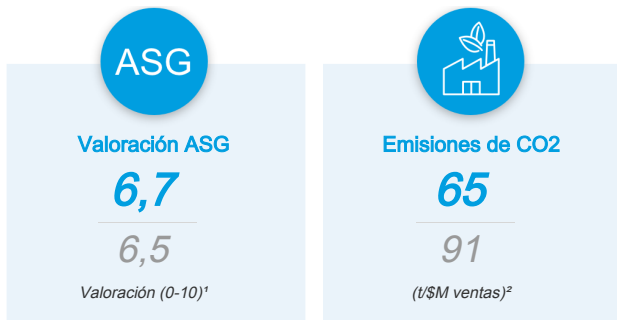 ASG
Valoración ASG
6,7
6,5
Valoración (0-10)¹
Emisiones de CO2
65
91
(t/$M ventas)²